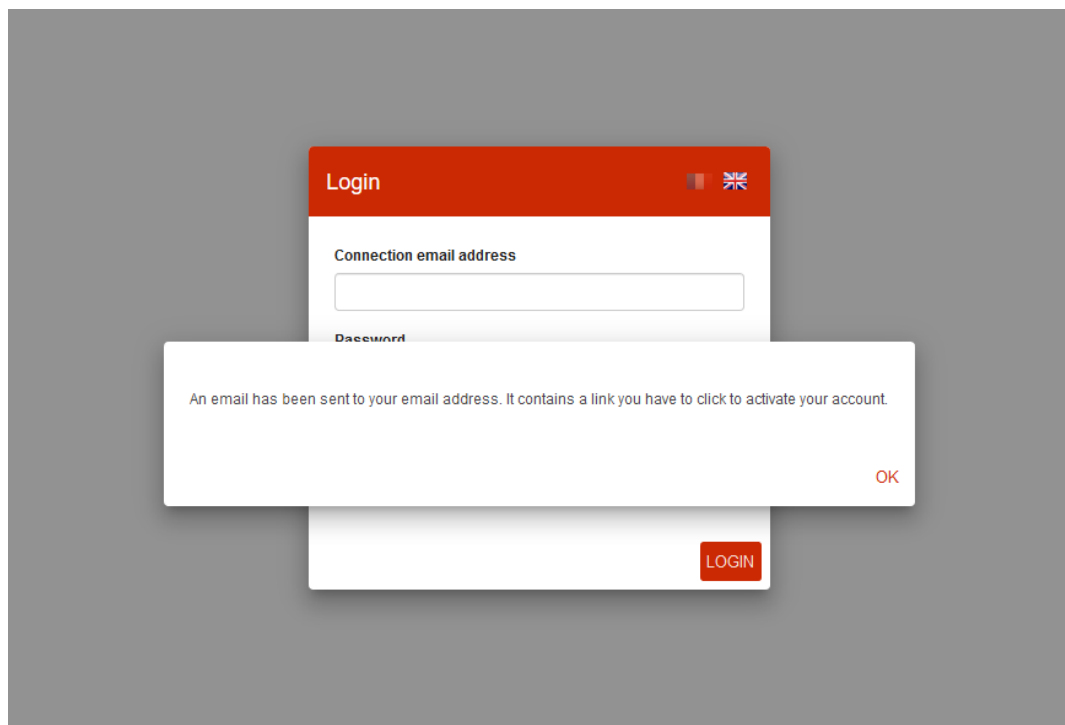 Login
Connection email address
Password
An email has been sent to your email address. It contains a link you have to click to activate your account.
OK
LOGIN